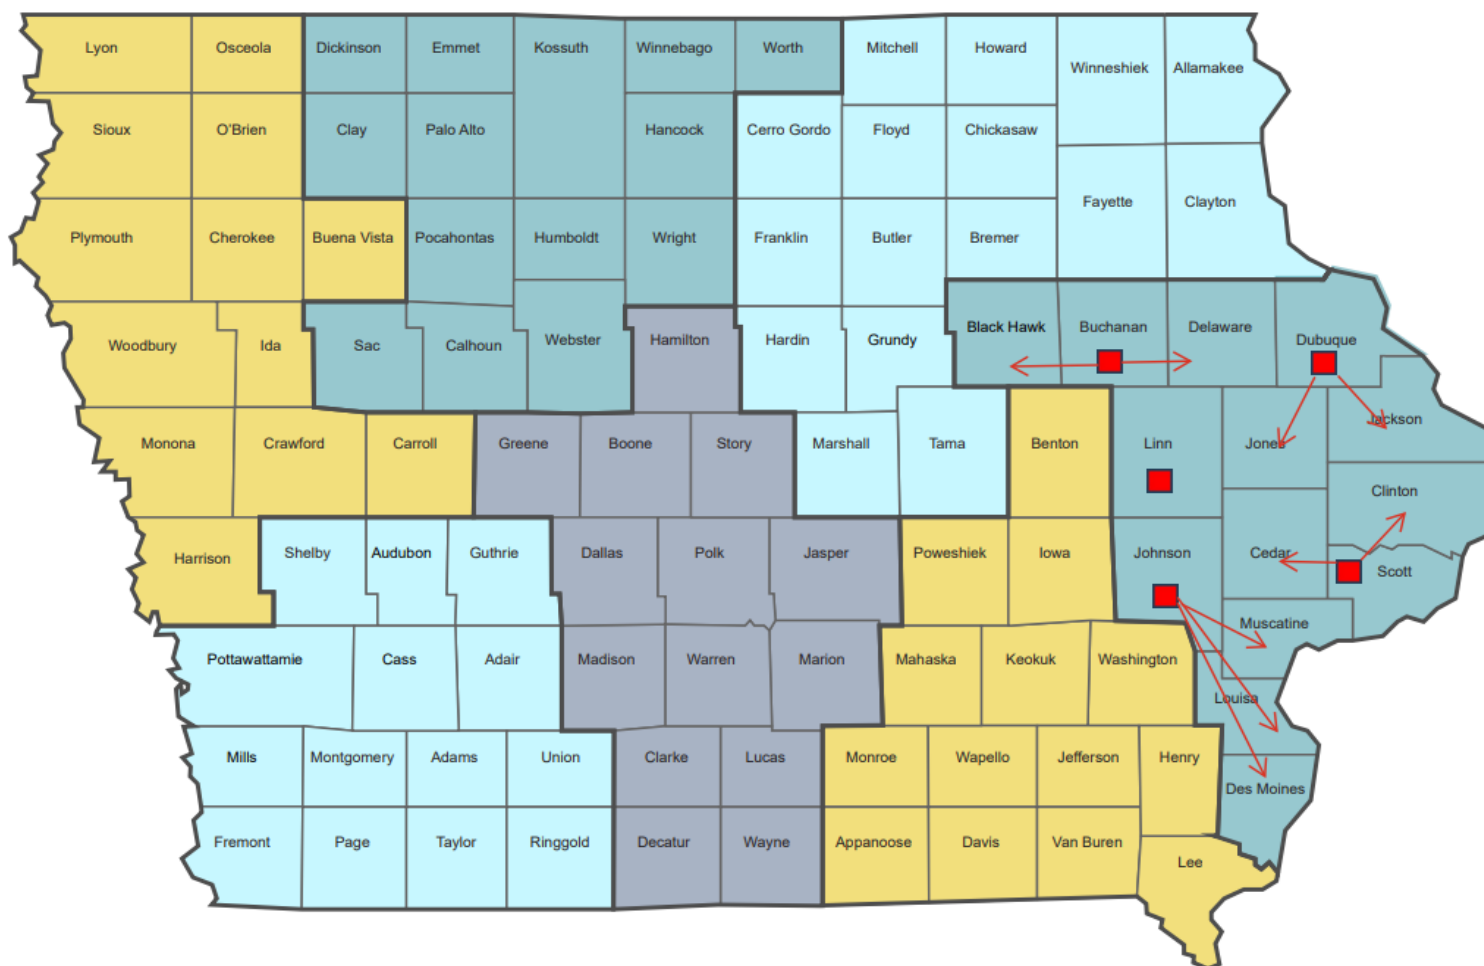 Lyon
Osceola
Dickinson
Emmet
Kossuth
Winnebago
Worth
Mitchell
Howard
Winneshiek
Allamakee
Sioux
O'Brien
Clay
Palo Alto
Hancock
Cerro Gordo
Floyd
Chickasaw
Fayette
Clayton
Plymouth
Cherokee
Buena Vista
Pocahontas
Humboldt
Wright
Franklin
Butler
Bremer
Woodbury
Ida
Sac
Calhoun
Webster
Hamilton
Hardin
Grundy
Black Hawk
Buchanan
Delaware
Dubuque
Monona
Crawford
Carroll
Greene
Boone
Story
Marshall
Tama
Benton
Linn
Jones
Jackson
Clinton
Harrison
Shelby
Audubon
Guthrie
Dallas
Polk
Jasper
Poweshiek
Iowa
Johnson
Cedar
Scott
Muscatine
Pottawattamie
Cass
Adair
Madison
Warren
Marion
Mahaska
Keokuk
Washington
Louisa
Mills
Montgomery
Adams
Union
Clarke
Lucas
Monroe
Wapello
Jefferson
Henry
Des Moines
Fremont
Page
Taylor
Ringgold
Decatur
Wayne
Appanoose
Davis
Van Buren
Lee